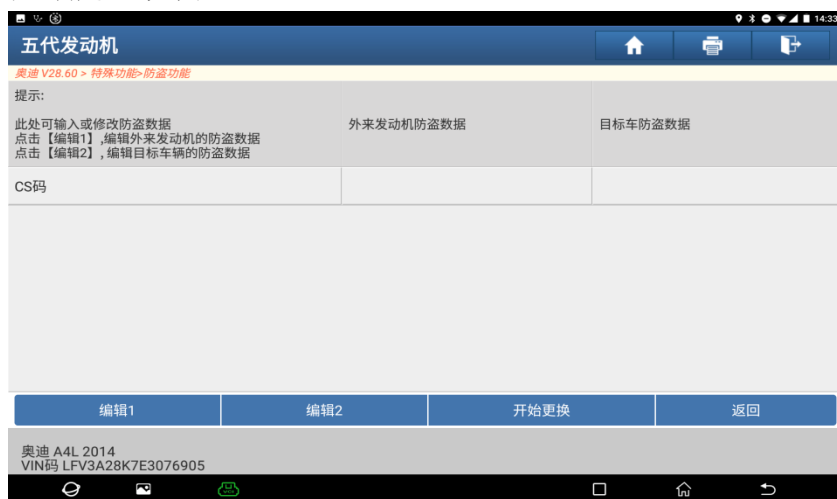 14:33
五代发动机
奥迪 V28.60 > 特殊功能>防盗功能
提示:
此处可输入或修改防盗数据
点击【编辑1】,编辑外来发动机的防盗数据
点击【编辑2】, 编辑目标车辆的防盗数据
外来发动机防盗数据
目标车防盗数据
CS码
编辑1
编辑2
开始更换
返回
奥迪 A4L 2014
VIN码 LFV3A28K7E3076905